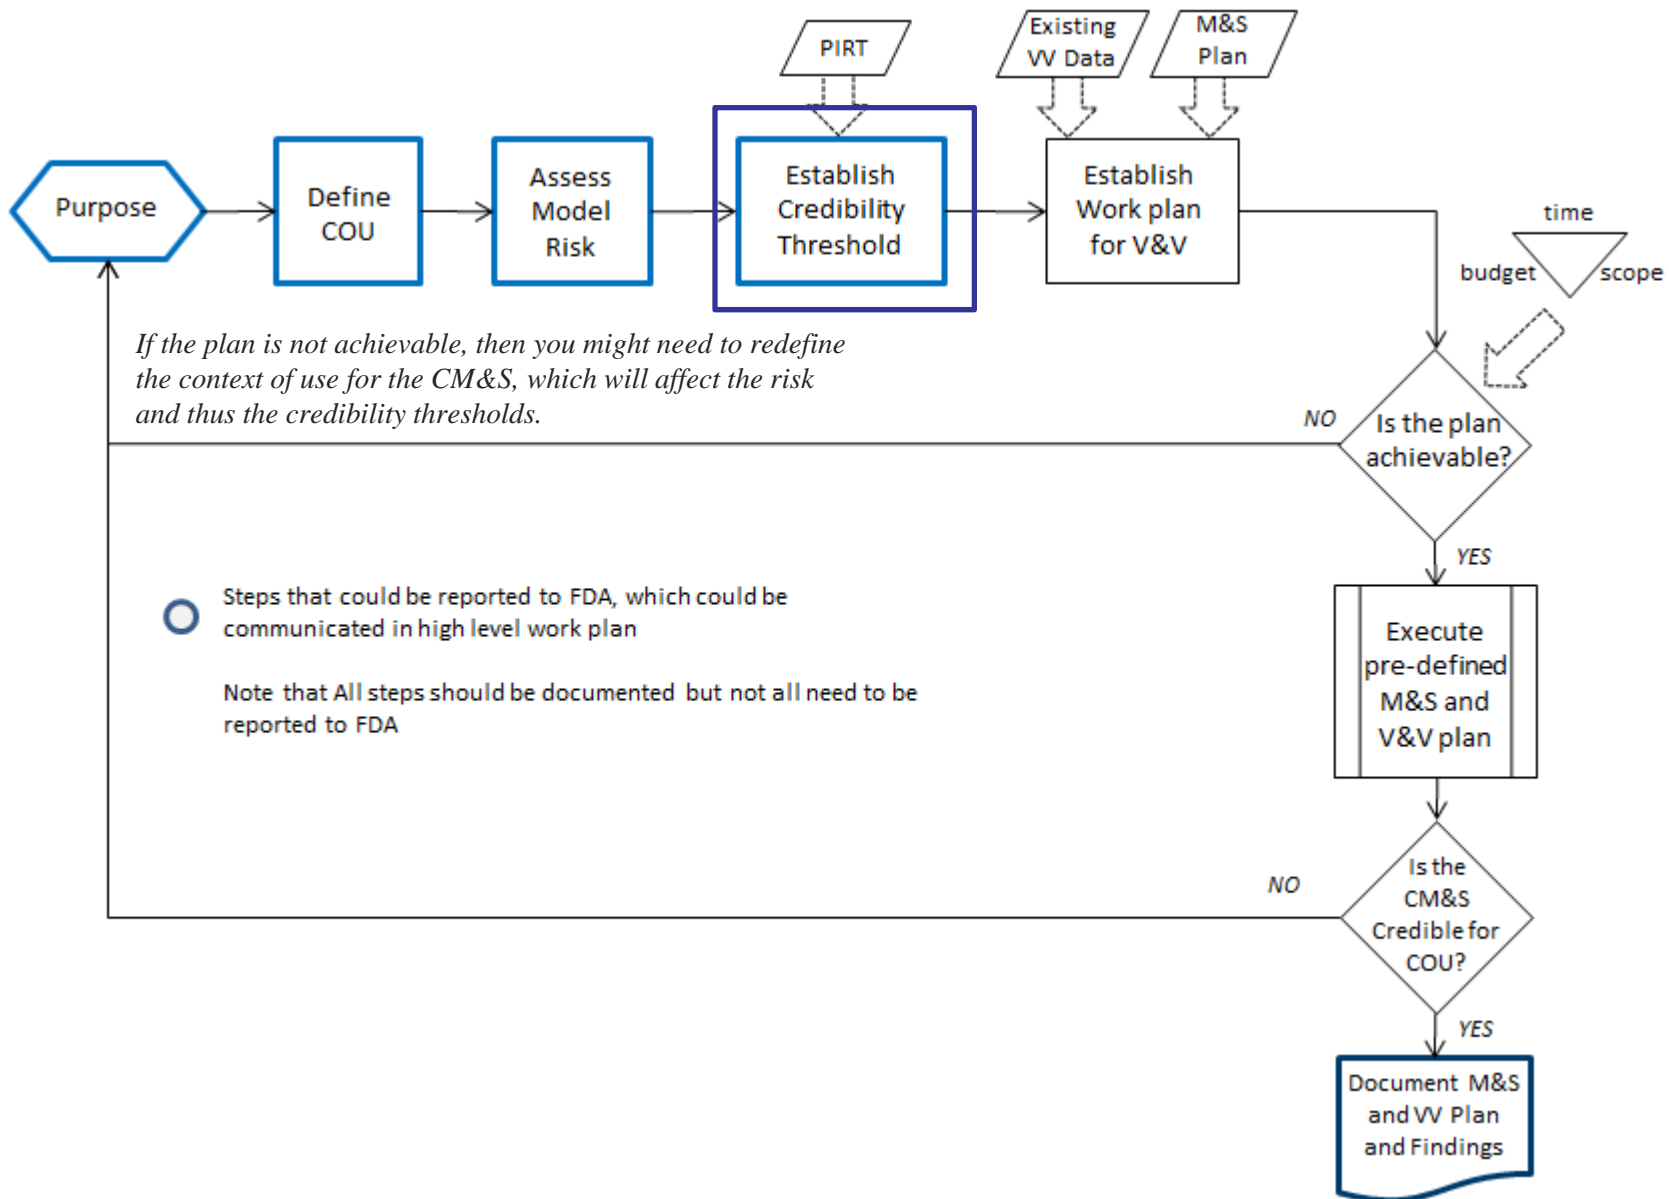 PIRT
Existing
VV Data
M&S
Plan
Purpose
Define
COU
Assess
Model
Risk
Establish
Credibility
Threshold
Establish
Work plan
for V&V
time
budget
scope
If the plan is not achievable, then you might need to redefine
the context of use for the CM&S, which will affect the risk
and thus the credibility thresholds.
NO
Is the plan
achievable?
YES
Steps that could be reported to FDA, which could be
communicated in high level work plan
Note that All steps should be documented but not all need to be
reported to FDA
Execute
pre-defined
M&S and
V&V plan
NO
Is the
CM&S
Credible for
COU?
YES
Document M&S
and VV Plan
and Findings